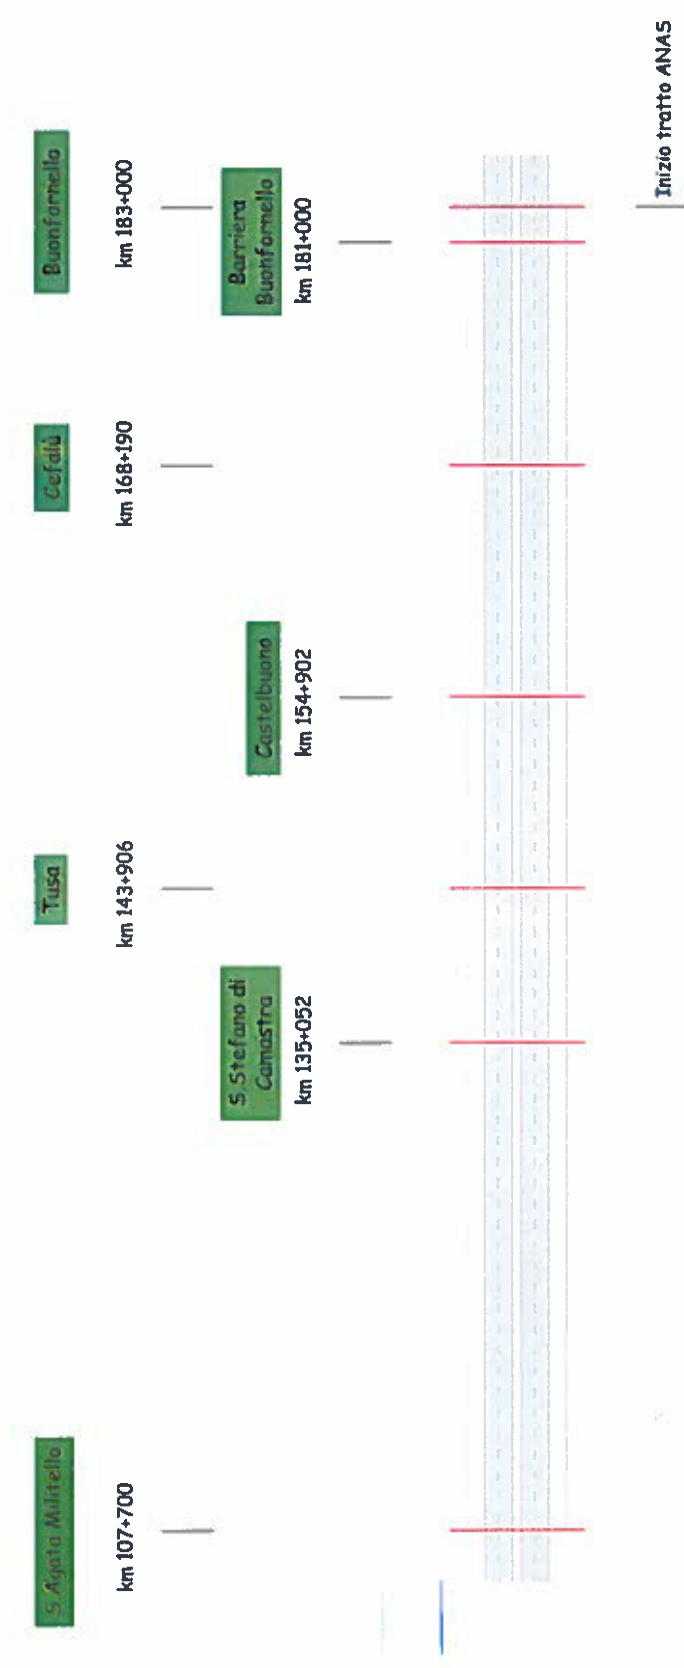 S.Agata Militello
km 107+700
S.Stefano di
Camastra
km 135+052
Tusa
km 143+906
Castelbuono
km 154+902
Cefalù
km 168+190
Barriera
Buonfornello
km 181+000
Buonfornello
km 183+000
Inizio tratto ANAS